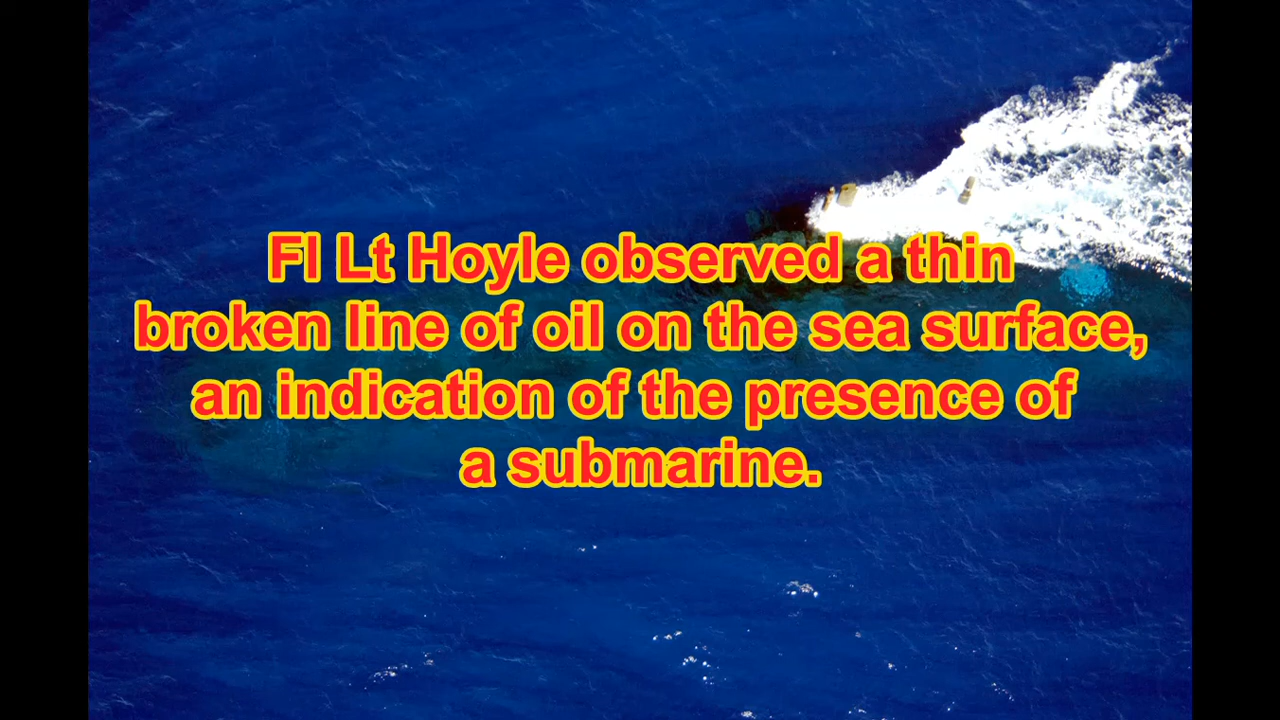 Fl Lt Hoyle observed a thin
broken line of oil on the sea surface,
an indication of the presence of
a submarine.